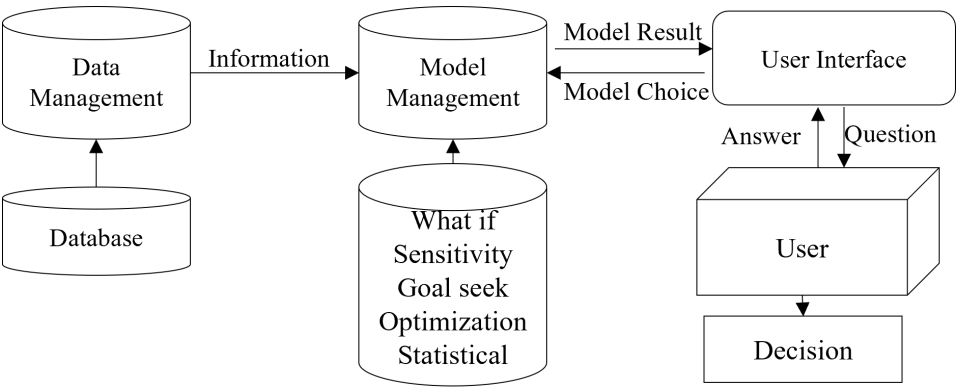 Data
Management
Information
Model
Management
Model Result
Model Choice
User Interface
Answer
Question
Database
What if
Sensitivity
Goal seek
Optimization
Statistical
User
Decision